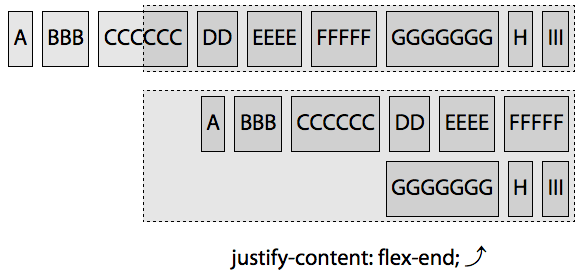 A BBB CCCCCC DD EEEE FFFFF GGGGGGG H III
A BBB CCCCCC DD EEEE FFFFF
GGGGGGG H III
justify-content: flex-end;